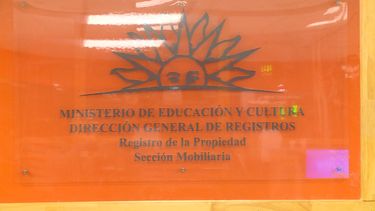 MINISTERIO DE EDUCACIÓN Y CULTURA
DIRECCIÓN GENERAL DE REGISTROS
Registro de la Propiedad
Sección Mobiliaria